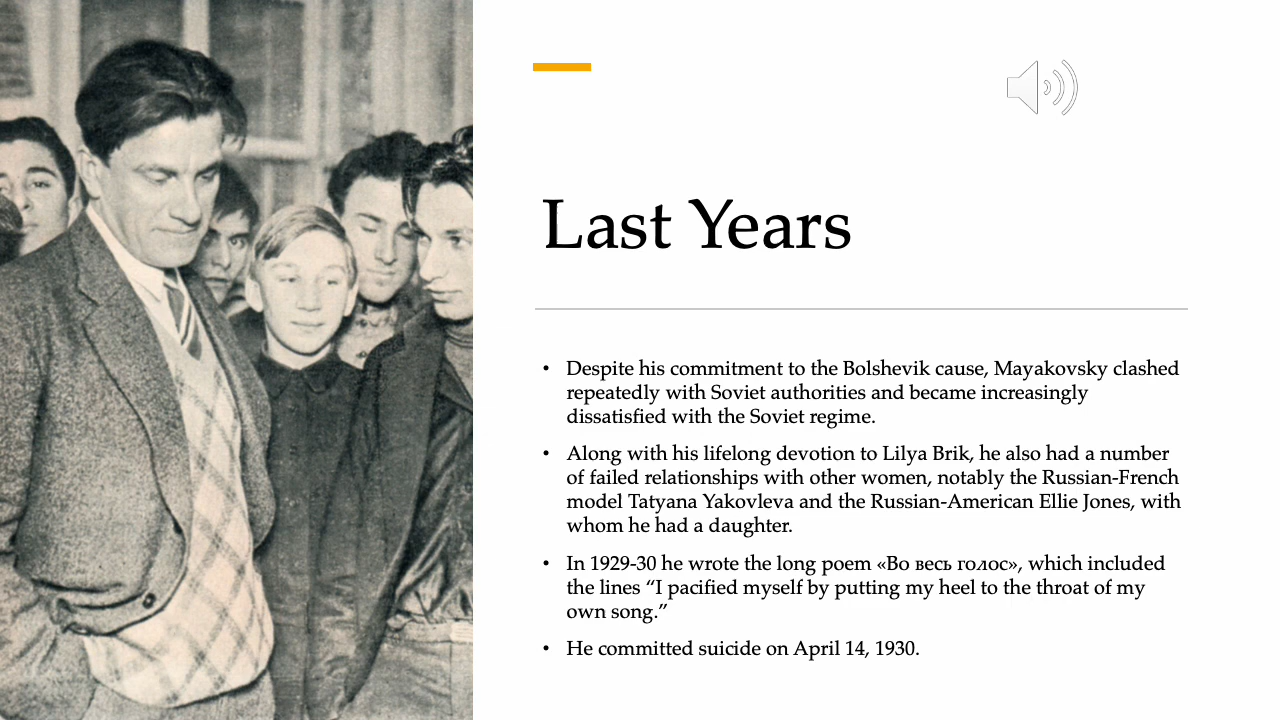 Last Years
• Despite his commitment to the Bolshevik cause, Mayakovsky clashed
repeatedly with Soviet authorities and became increasingly
dissatisfied with the Soviet regime.
• Along with his lifelong devotion to Lilya Brik, he also had a number
of failed relationships with other women, notably the Russian-French
model Tatyana Yakovleva and the Russian-American Ellie Jones, with
whom he had a daughter.
• In 1929-30 he wrote the long poem «Во весь голос», which included
the lines “I pacified myself by putting my heel to the throat of my
own song.”
• He committed suicide on April 14, 1930.